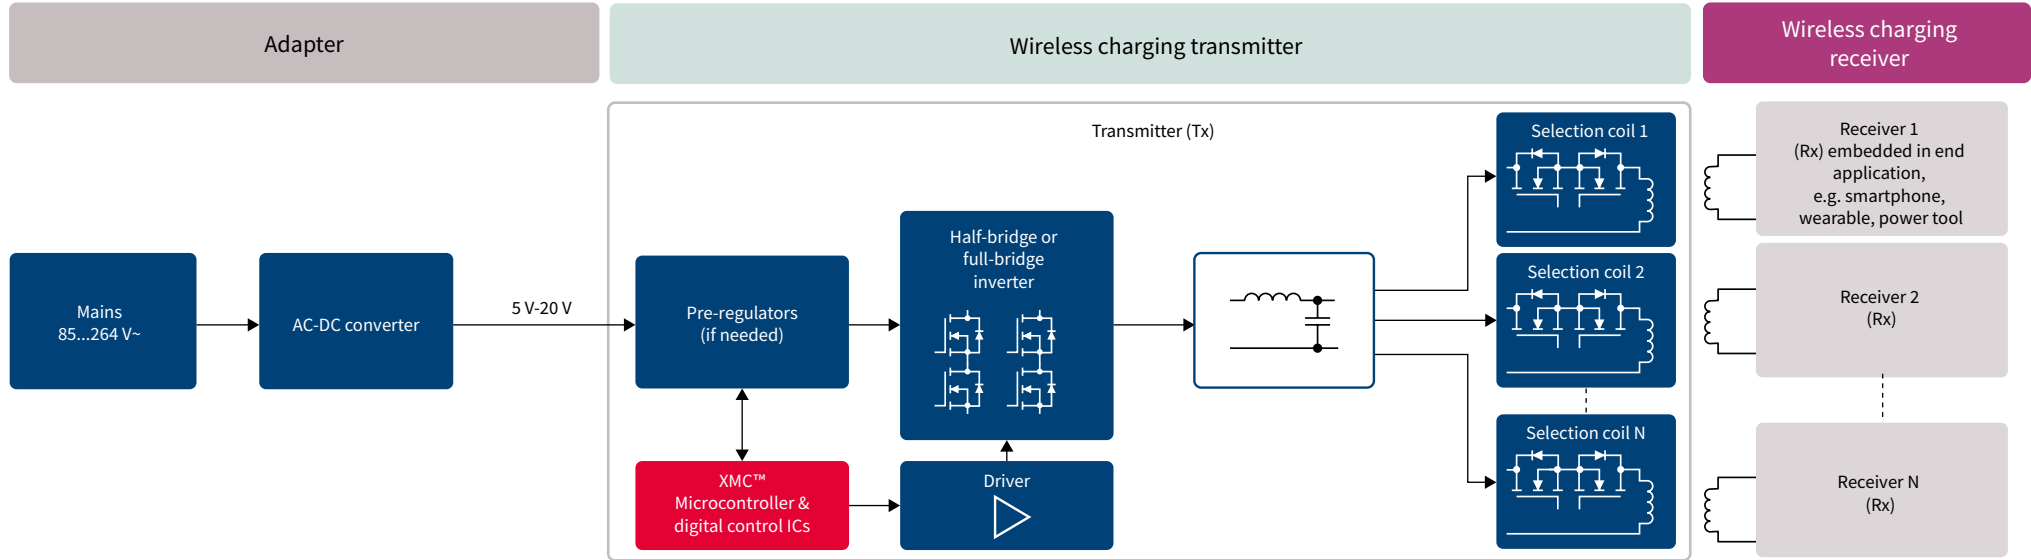 Adapter
Wireless charging transmitter
Wireless charging
receiver
Mains
85...264 V~
AC-DC converter
5 V-20 V
Transmitter (Tx)
Pre-regulators
(if needed)
XMC™
Microcontroller &
digital control ICs
Half-bridge or
full-bridge
inverter
Driver
Selection coil 1
Selection coil 2
Selection coil N
Receiver 1
(Rx) embedded in end
application,
e.g. smartphone,
wearable, power tool
Receiver 2
(Rx)
Receiver N
(Rx)